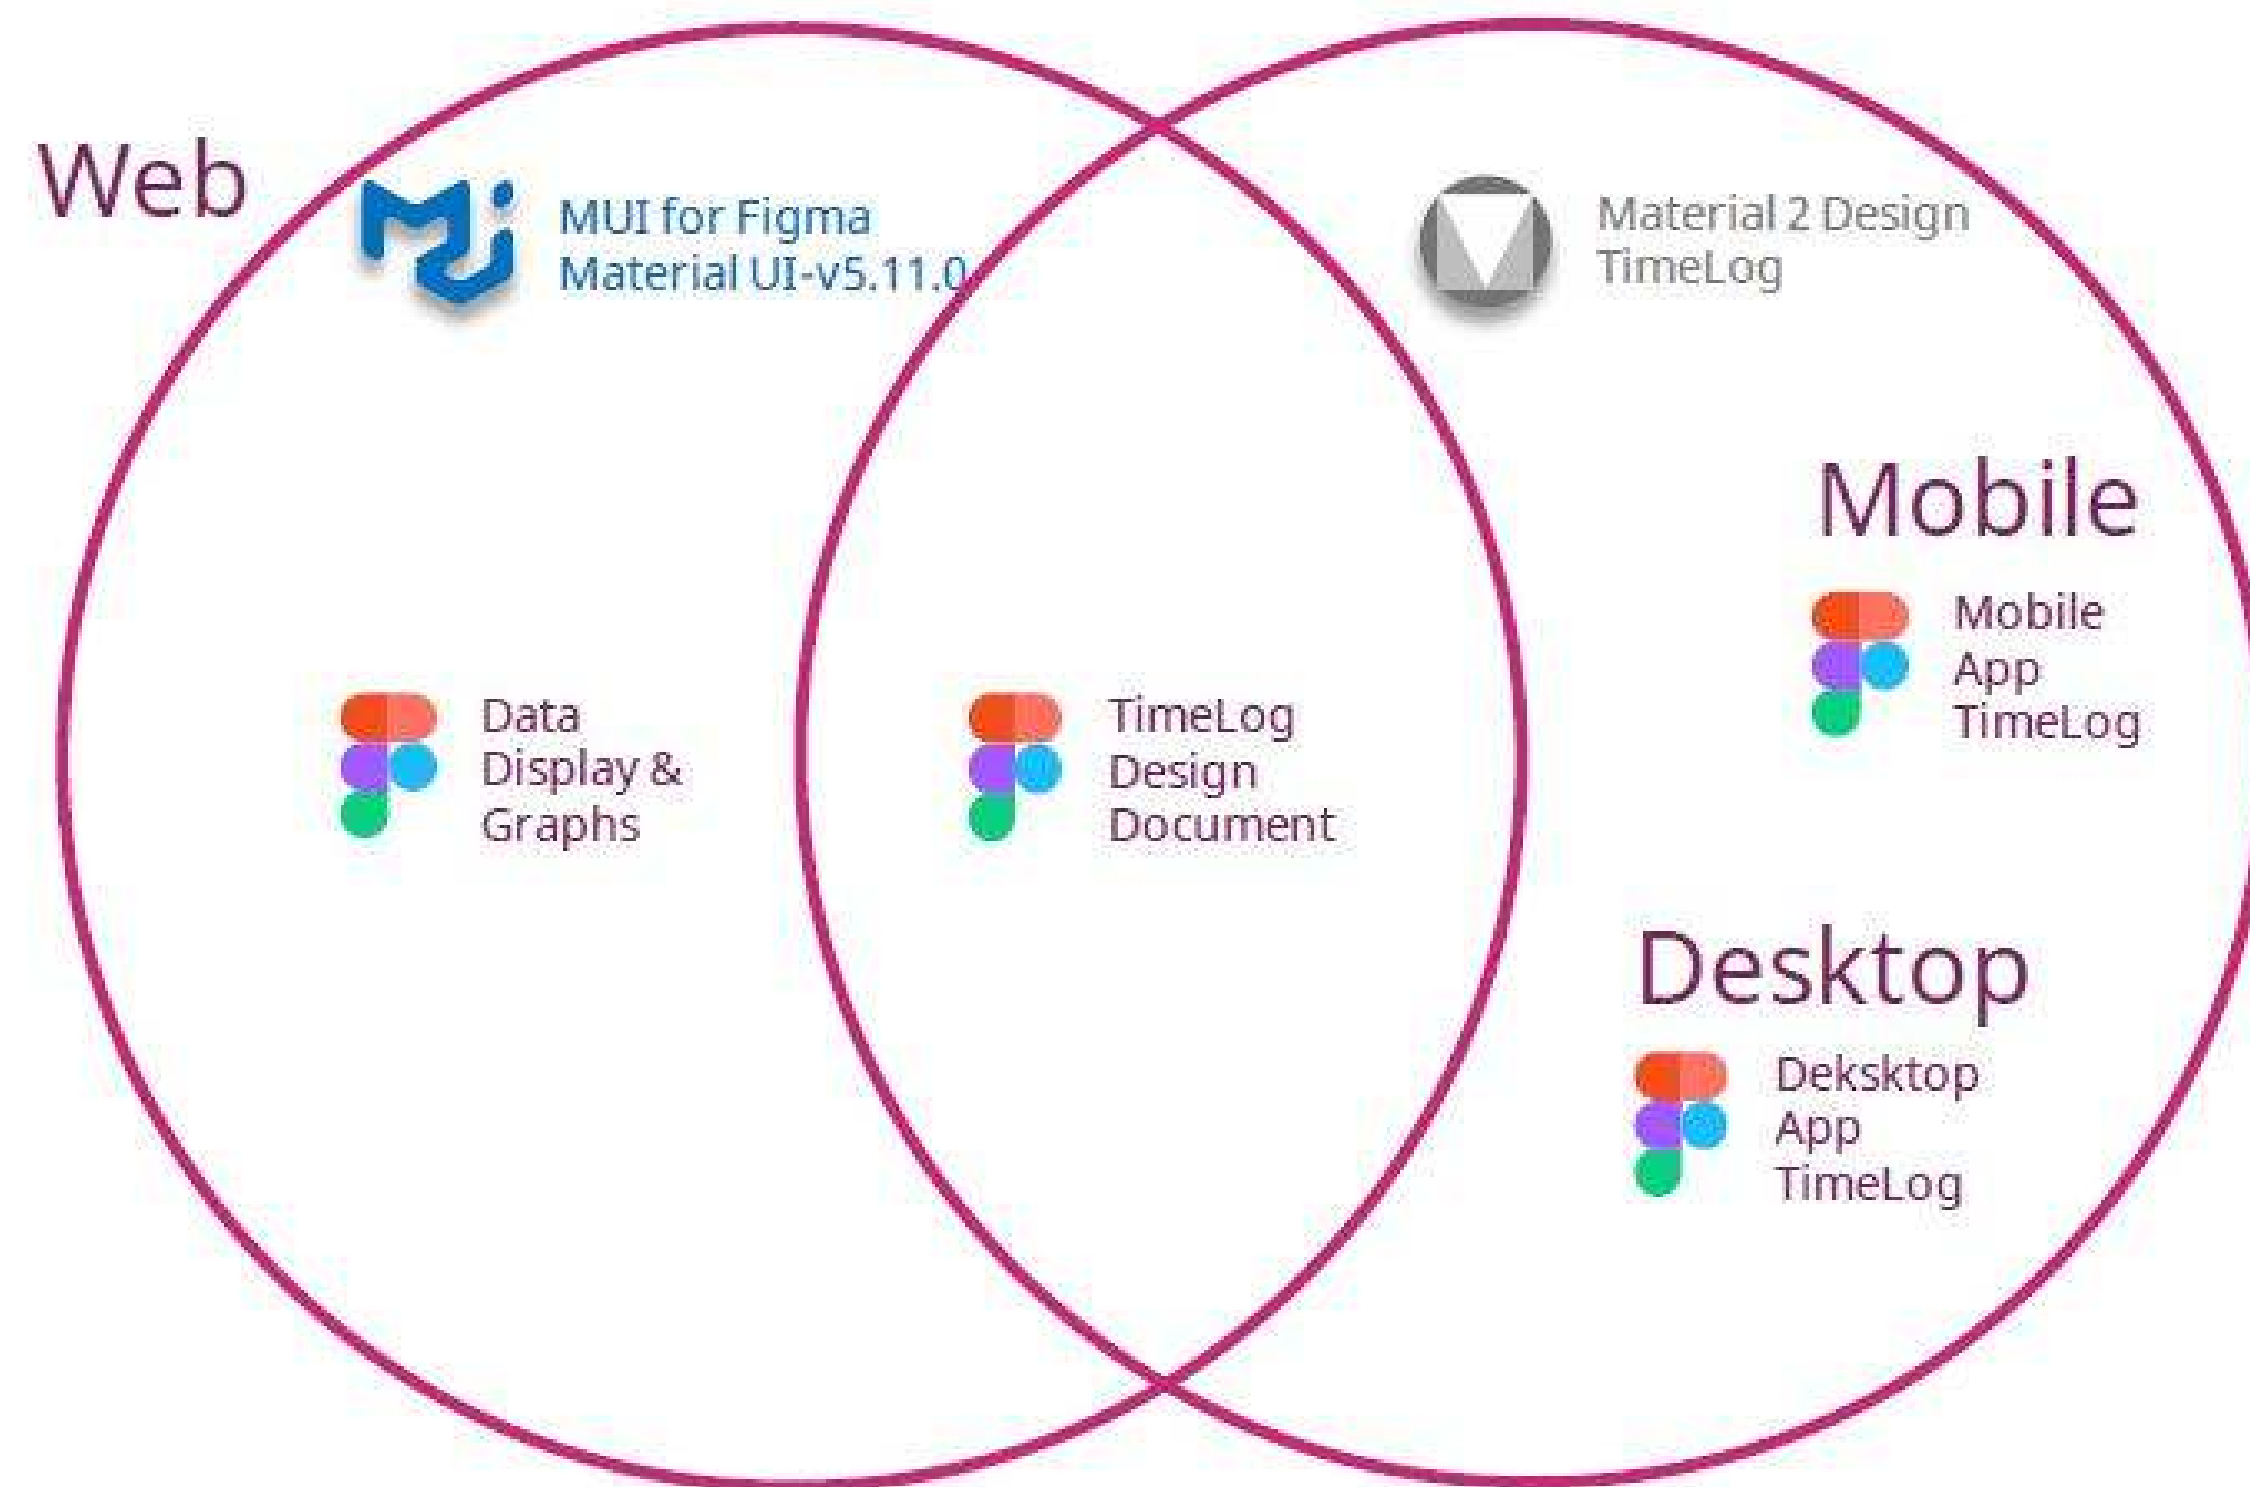 Web
MUI for Figma
Material UI-v5.11.0
Material 2 Design
TimeLog
Mobile
Mobile
App
TimeLog
Data
Display &
Graphs
TimeLog
Design
Document
Desktop
Deksktop
App
TimeLog